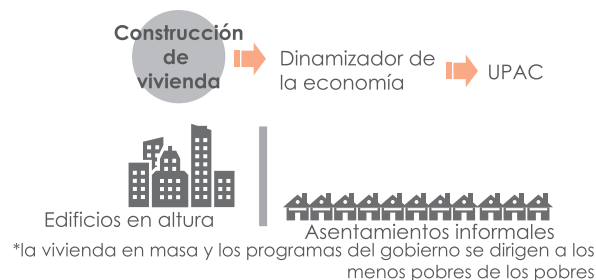 Construcción
de
vivienda
Dinamizador de
la economía
UPAC
Edificios en altura
Asentamientos informales
*la vivienda en masa y los programas del gobierno se dirigen a los
menos pobres de los pobres